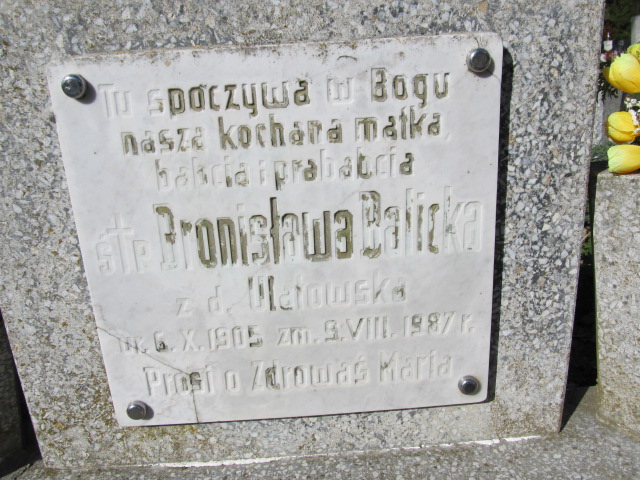 Tu spoczywa w Bogu
nasza kochana matka,
babcia i prababcia
ś†p Bronisława Balicka
z d. Ulatowska
ur. 6.X.1905 zm. 9.VIII.1987 r.
Prosi o Zdrowaś Maria